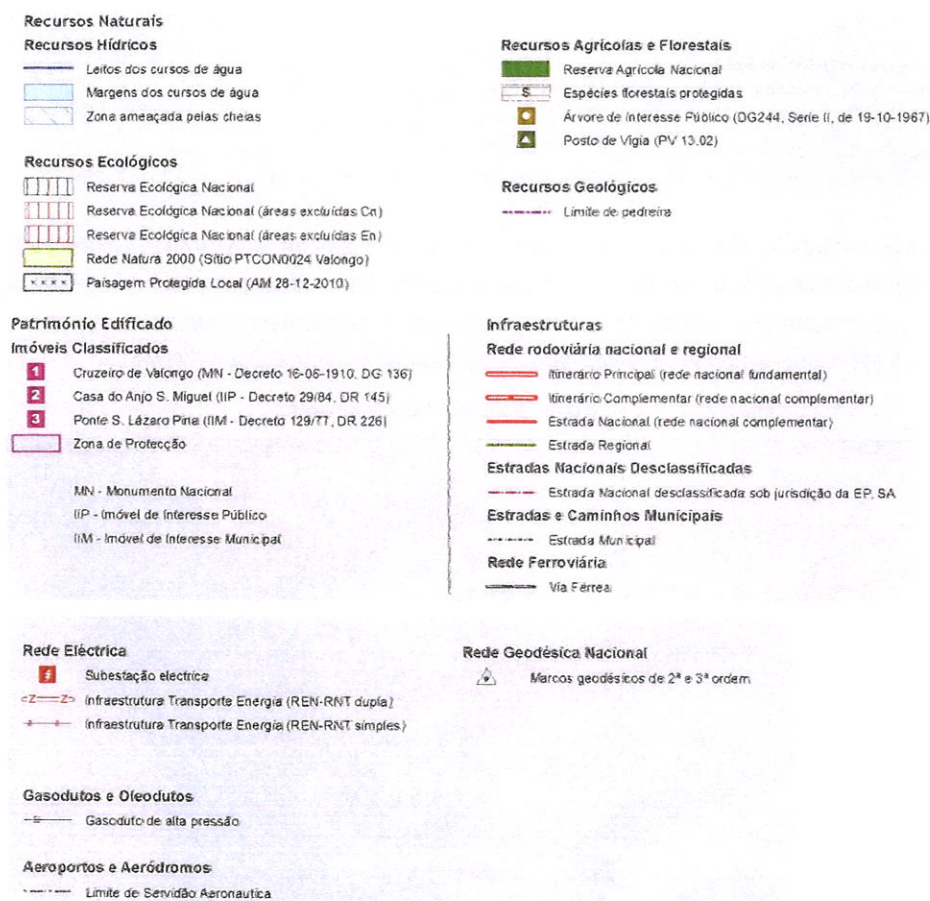 Recursos Naturais
Recursos Hídricos
Leitos dos cursos de água
Margens dos cursos de água
Zona ameaçada pelas cheias
Recursos Ecológicos
Reserva Ecológica Nacional
Reserva Ecológica Nacional (áreas excluídas Cn)
Reserva Ecológica Nacional (áreas excluídas En)
Rede Natura 2000 (Sítio PTCON0024 Valongo)
Paisagem Protegida Local (AM 28-12-2010)
Recursos Agrícolas e Florestais
Reserva Agrícola Nacional
S Espécies florestais protegidas
Árvore de Interesse Público (DG244, Serie II, de 19-10-1967)
Posto de Vigia (PV 13.02)
Recursos Geológicos
Limite de pedreira
Património Edificado
Imóveis Classificados
1 Cruzeiro de Valongo (MN - Decreto 16-06-1910, DG 136)
2 Casa do Anjo S. Miguel (IIP - Decreto 29/84, DR 145)
3 Ponte S. Lázaro Piria (IIM - Decreto 129/77, DR 226)
Zona de Protecção
MN - Monumento Nacional
IIP - Imóvel de Interesse Público
IIM - Imóvel de Interesse Municipal
Infraestruturas
Rede rodoviária nacional e regional
Itinerário Principal (rede nacional fundamental)
Itinerário Complementar (rede nacional complementar)
Estrada Nacional (rede nacional complementar)
Estrada Regional
Estradas Nacionais Desclassificadas
Estrada Nacional desclassificada sob jurisdição da EP, SA
Estradas e Caminhos Municipais
Estrada Municipal
Rede Ferroviária
Via Férrea
Rede Eléctrica
Subestação electrica
Z Z Infraestrutura Transporte Energia (REN-RNT dupla)
Infraestrutura Transporte Energia (REN-RNT simples)
Rede Geodésica Nacional
Marcos geodésicos de 2ª e 3ª ordem
Gasodutos e Oleodutos
Gasoduto de alta pressão
Aeroportos e Aeródromos
Limite de Servidão Aeronautica